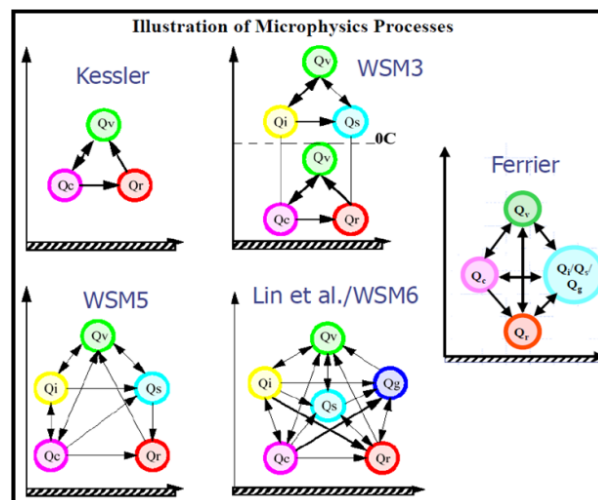 Illustration of Microphysics Processes
Kessler
Qv
Qc
Qr
WSM3
Qv
Qi
Qs
0C
Qv
Qc
Qr
Ferrier
Qv
Qc
Qi/Qs/
Qg
Qr
WSM5
Qv
Qi
Qs
Qc
Qr
Lin et al./WSM6
Qv
Qi
Qg
Qs
Qc
Qr